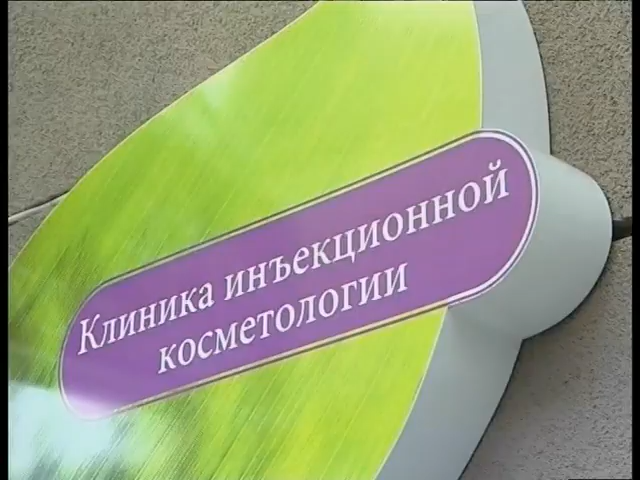 Клиника инъекционной
косметологии